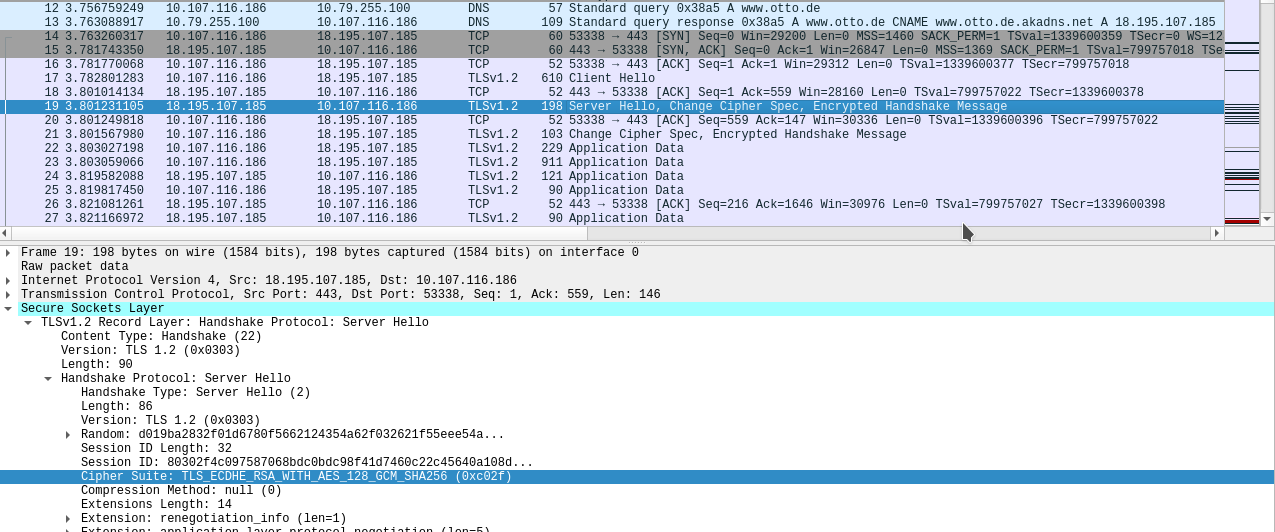 12 3.756759249 10.107.116.186 10.79.255.100 DNS 57 Standard query 0x38a5 A www.otto.de
13 3.763088917 10.79.255.100 10.107.116.186 DNS 109 Standard query response 0x38a5 A www.otto.de CNAME www.otto.de.akadns.net A 18.195.107.185
14 3.763260317 10.107.116.186 18.195.107.185 TCP 60 53338 → 443 [SYN] Seq=0 Win=29200 Len=0 MSS=1460 SACK_PERM=1 TSval=1339600359 TSecr=0 WS=12
15 3.781743350 18.195.107.185 10.107.116.186 TCP 60 443 → 53338 [SYN, ACK] Seq=0 Ack=1 Win=26847 Len=0 MSS=1369 SACK_PERM=1 TSval=799757018 TSe
16 3.781770068 10.107.116.186 18.195.107.185 TCP 52 53338 → 443 [ACK] Seq=1 Ack=1 Win=29312 Len=0 TSval=1339600377 TSecr=799757018
17 3.782801283 10.107.116.186 18.195.107.185 TLSv1.2 610 Client Hello
18 3.801014134 18.195.107.185 10.107.116.186 TCP 52 443 → 53338 [ACK] Seq=1 Ack=559 Win=28160 Len=0 TSval=799757022 TSecr=1339600378
19 3.801231105 18.195.107.185 10.107.116.186 TLSv1.2 198 Server Hello, Change Cipher Spec, Encrypted Handshake Message
20 3.801249818 10.107.116.186 18.195.107.185 TCP 52 53338 → 443 [ACK] Seq=559 Ack=147 Win=30336 Len=0 TSval=1339600396 TSecr=799757022
21 3.801567980 10.107.116.186 18.195.107.185 TLSv1.2 103 Change Cipher Spec, Encrypted Handshake Message
22 3.803027198 10.107.116.186 18.195.107.185 TLSv1.2 229 Application Data
23 3.803059066 10.107.116.186 18.195.107.185 TLSv1.2 911 Application Data
24 3.819582088 18.195.107.185 10.107.116.186 TLSv1.2 121 Application Data
25 3.819817450 10.107.116.186 18.195.107.185 TLSv1.2 90 Application Data
26 3.821081261 18.195.107.185 10.107.116.186 TCP 52 443 → 53338 [ACK] Seq=216 Ack=1646 Win=30976 Len=0 TSval=799757027 TSecr=1339600398
27 3.821166972 18.195.107.185 10.107.116.186 TLSv1.2 90 Application Data
Frame 19: 198 bytes on wire (1584 bits), 198 bytes captured (1584 bits) on interface 0
Raw packet data
Internet Protocol Version 4, Src: 18.195.107.185, Dst: 10.107.116.186
Transmission Control Protocol, Src Port: 443, Dst Port: 53338, Seq: 1, Ack: 559, Len: 146
Secure Sockets Layer
TLSv1.2 Record Layer: Handshake Protocol: Server Hello
Content Type: Handshake (22)
Version: TLS 1.2 (0x0303)
Length: 90
Handshake Protocol: Server Hello
Handshake Type: Server Hello (2)
Length: 86
Version: TLS 1.2 (0x0303)
Random: d019ba2832f01d6780f5662124354a62f032621f55eee54a...
Session ID Length: 32
Session ID: 80302f4c097587068bdc0bdc98f41d7460c22c45640a108d...
Cipher Suite: TLS_ECDHE_RSA_WITH_AES_128_GCM_SHA256 (0xc02f)
Compression Method: null (0)
Extensions Length: 14
Extension: renegotiation_info (len=1)
Extension: application_layer_protocol_negotiation (len=5)